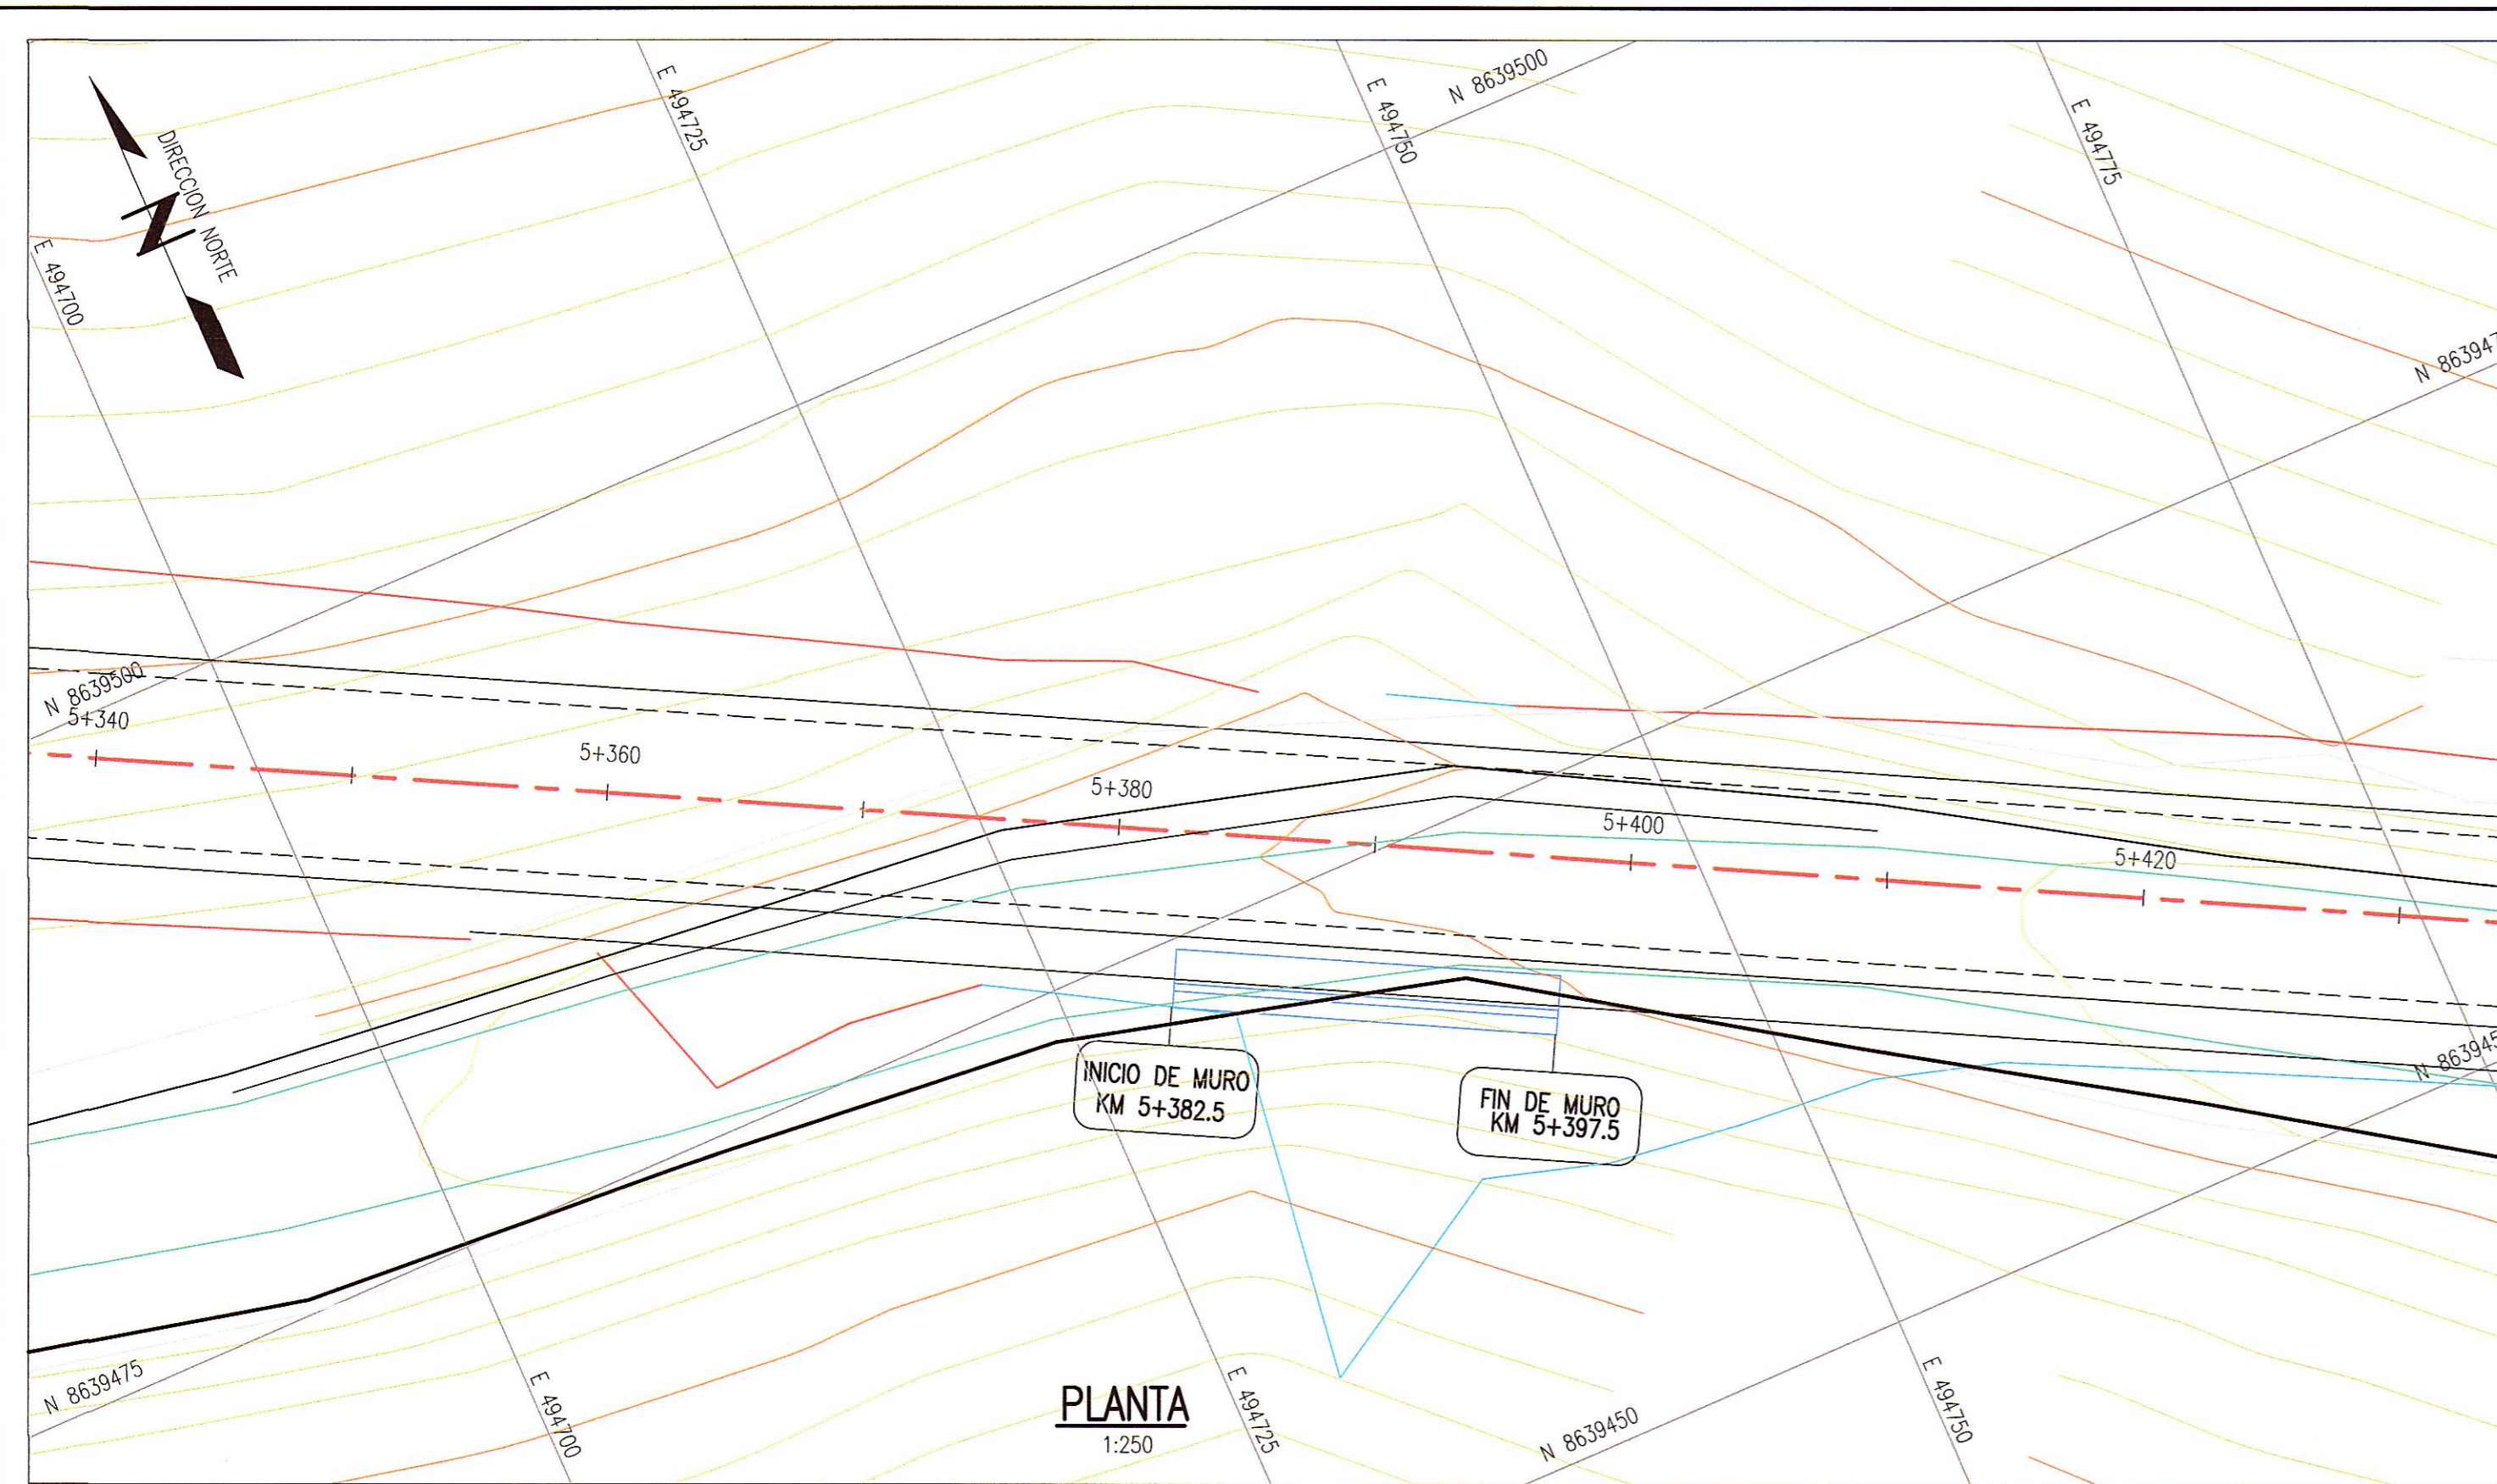 E 494725
E 494750
N 8639500
E 494775
DIRECCION NORTE
N
E 494700
N 863947
N 8639500
5+340
5+360
5+380
5+400
5+420
N 863945
INICIO DE MURO
KM 5+382.5
FIN DE MURO
KM 5+397.5
N 8639475
E 494700
PLANTA
1:250
E 494725
N 8639450
E 494750